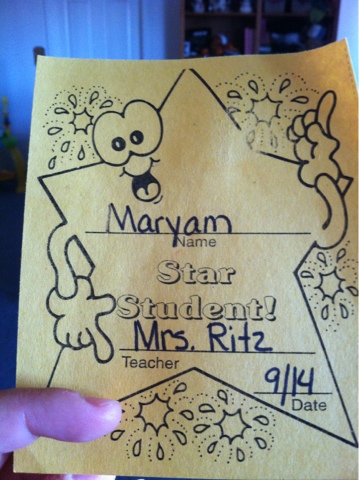 Maryam
Name
Star
Student!
Mrs. Ritz
Teacher
9/14
Date